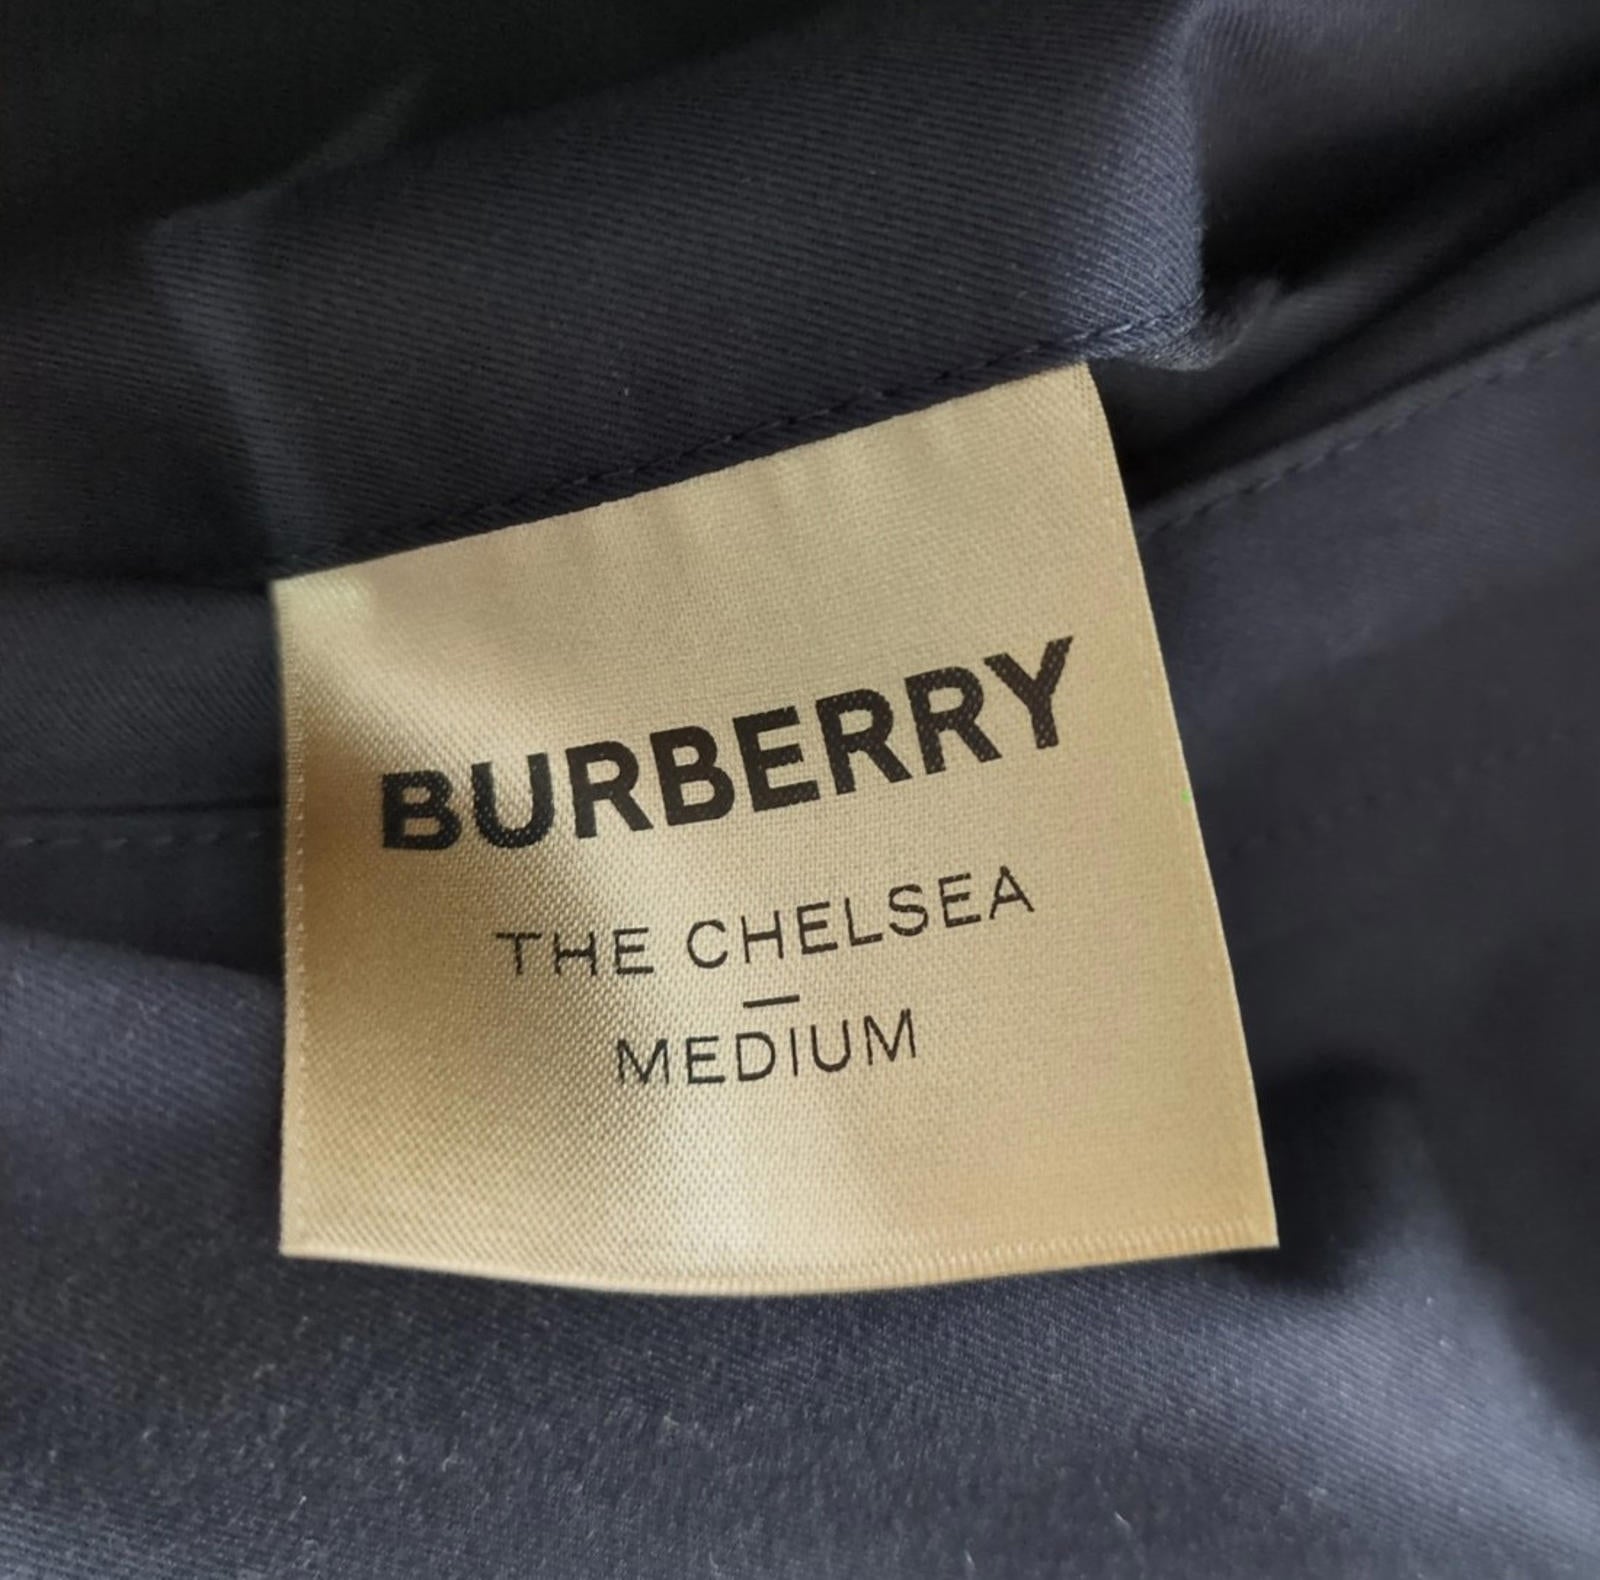 BURBERRY
THE CHELSEA
—
MEDIUM